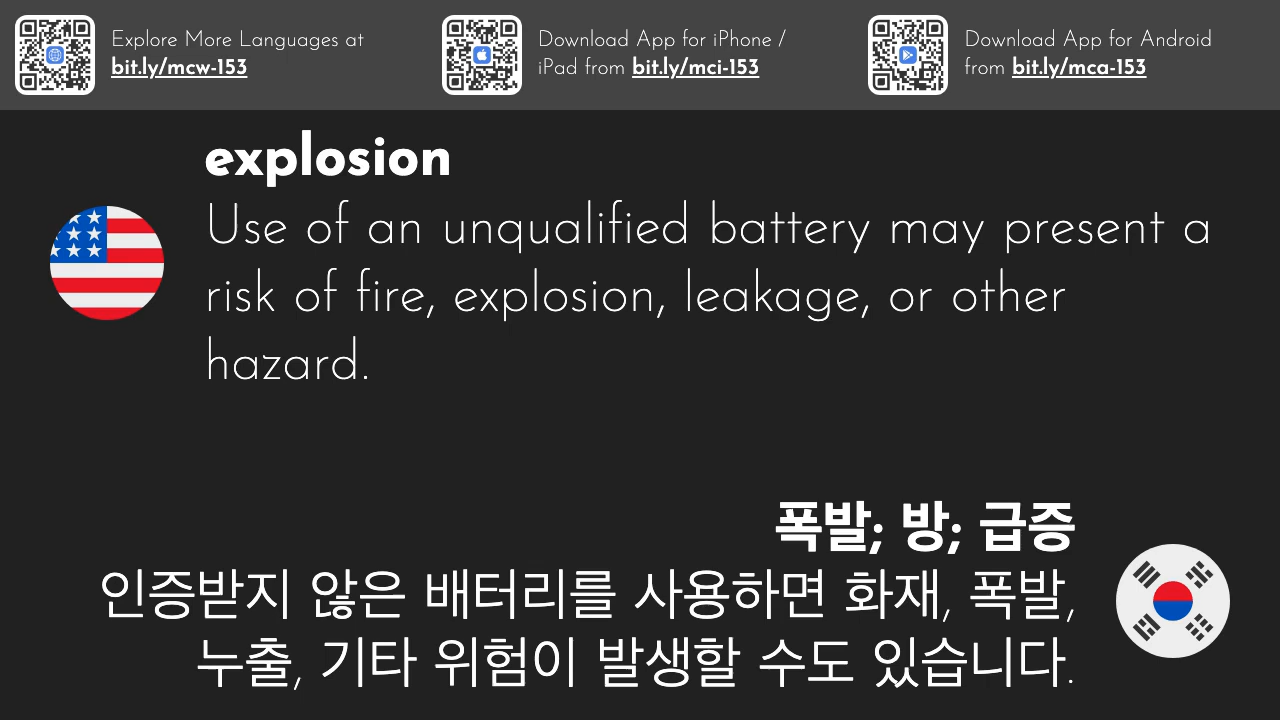 Explore More Languages at
bit.ly/mcw-153
Download App for iPhone /
iPad from bit.ly/mci-153
Download App for Android
from bit.ly/mca-153
explosion
Use of an unqualified battery may present a
risk of fire, explosion, leakage, or other
hazard.
폭발; 방; 급증
인증받지 않은 배터리를 사용하면 화재, 폭발,
누출, 기타 위험이 발생할 수도 있습니다.